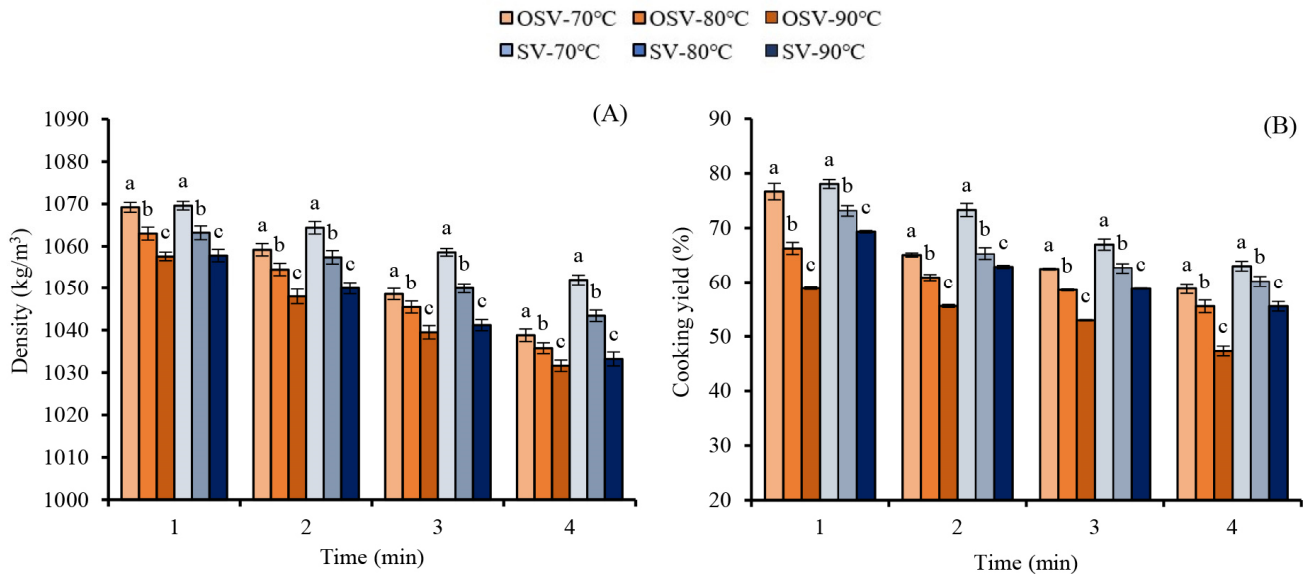 OSV-70°C OSV-80°C OSV-90°C
SV-70°C SV-80°C SV-90°C
(A)
Density (kg/m³)
1090
1080
1070
1060
1050
1040
1030
1020
1010
1000
a b c a b c
a b c a b c
a b c a b c
a b c a b c
1 2 3 4
Time (min)
(B)
Cooking yield (%)
90
80
70
60
50
40
30
20
a b c a b c
a b c a b c
a b c a b c
a b c a b c
1 2 3 4
Time (min)